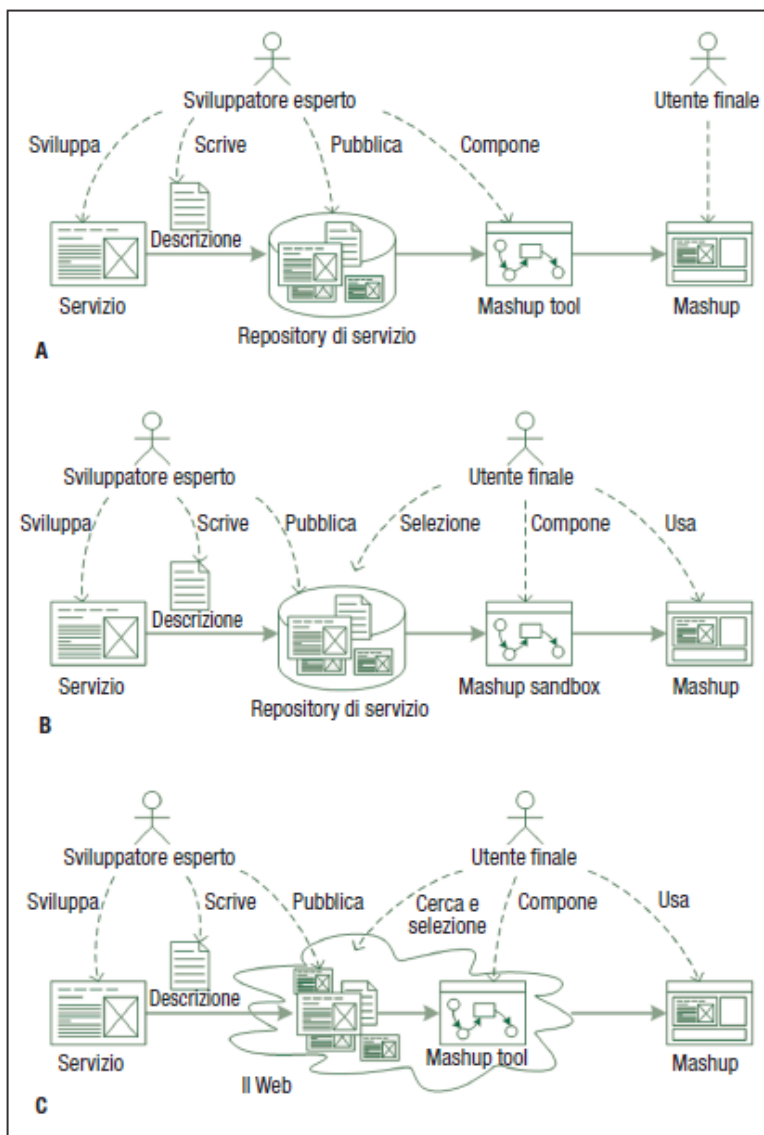 Sviluppatore esperto
Utente finale
Sviluppa
Scrive
Pubblica
Compone
Descrizione
Servizio
Repository di servizio
Mashup tool
Mashup
A
Sviluppatore esperto
Utente finale
Sviluppa
Scrive
Pubblica
Selezione
Compone
Usa
Descrizione
Servizio
Repository di servizio
Mashup sandbox
Mashup
B
Sviluppatore esperto
Utente finale
Sviluppa
Scrive
Pubblica
Cerca e
selezione
Compone
Usa
Descrizione
Servizio
Il Web
Mashup tool
Mashup
C